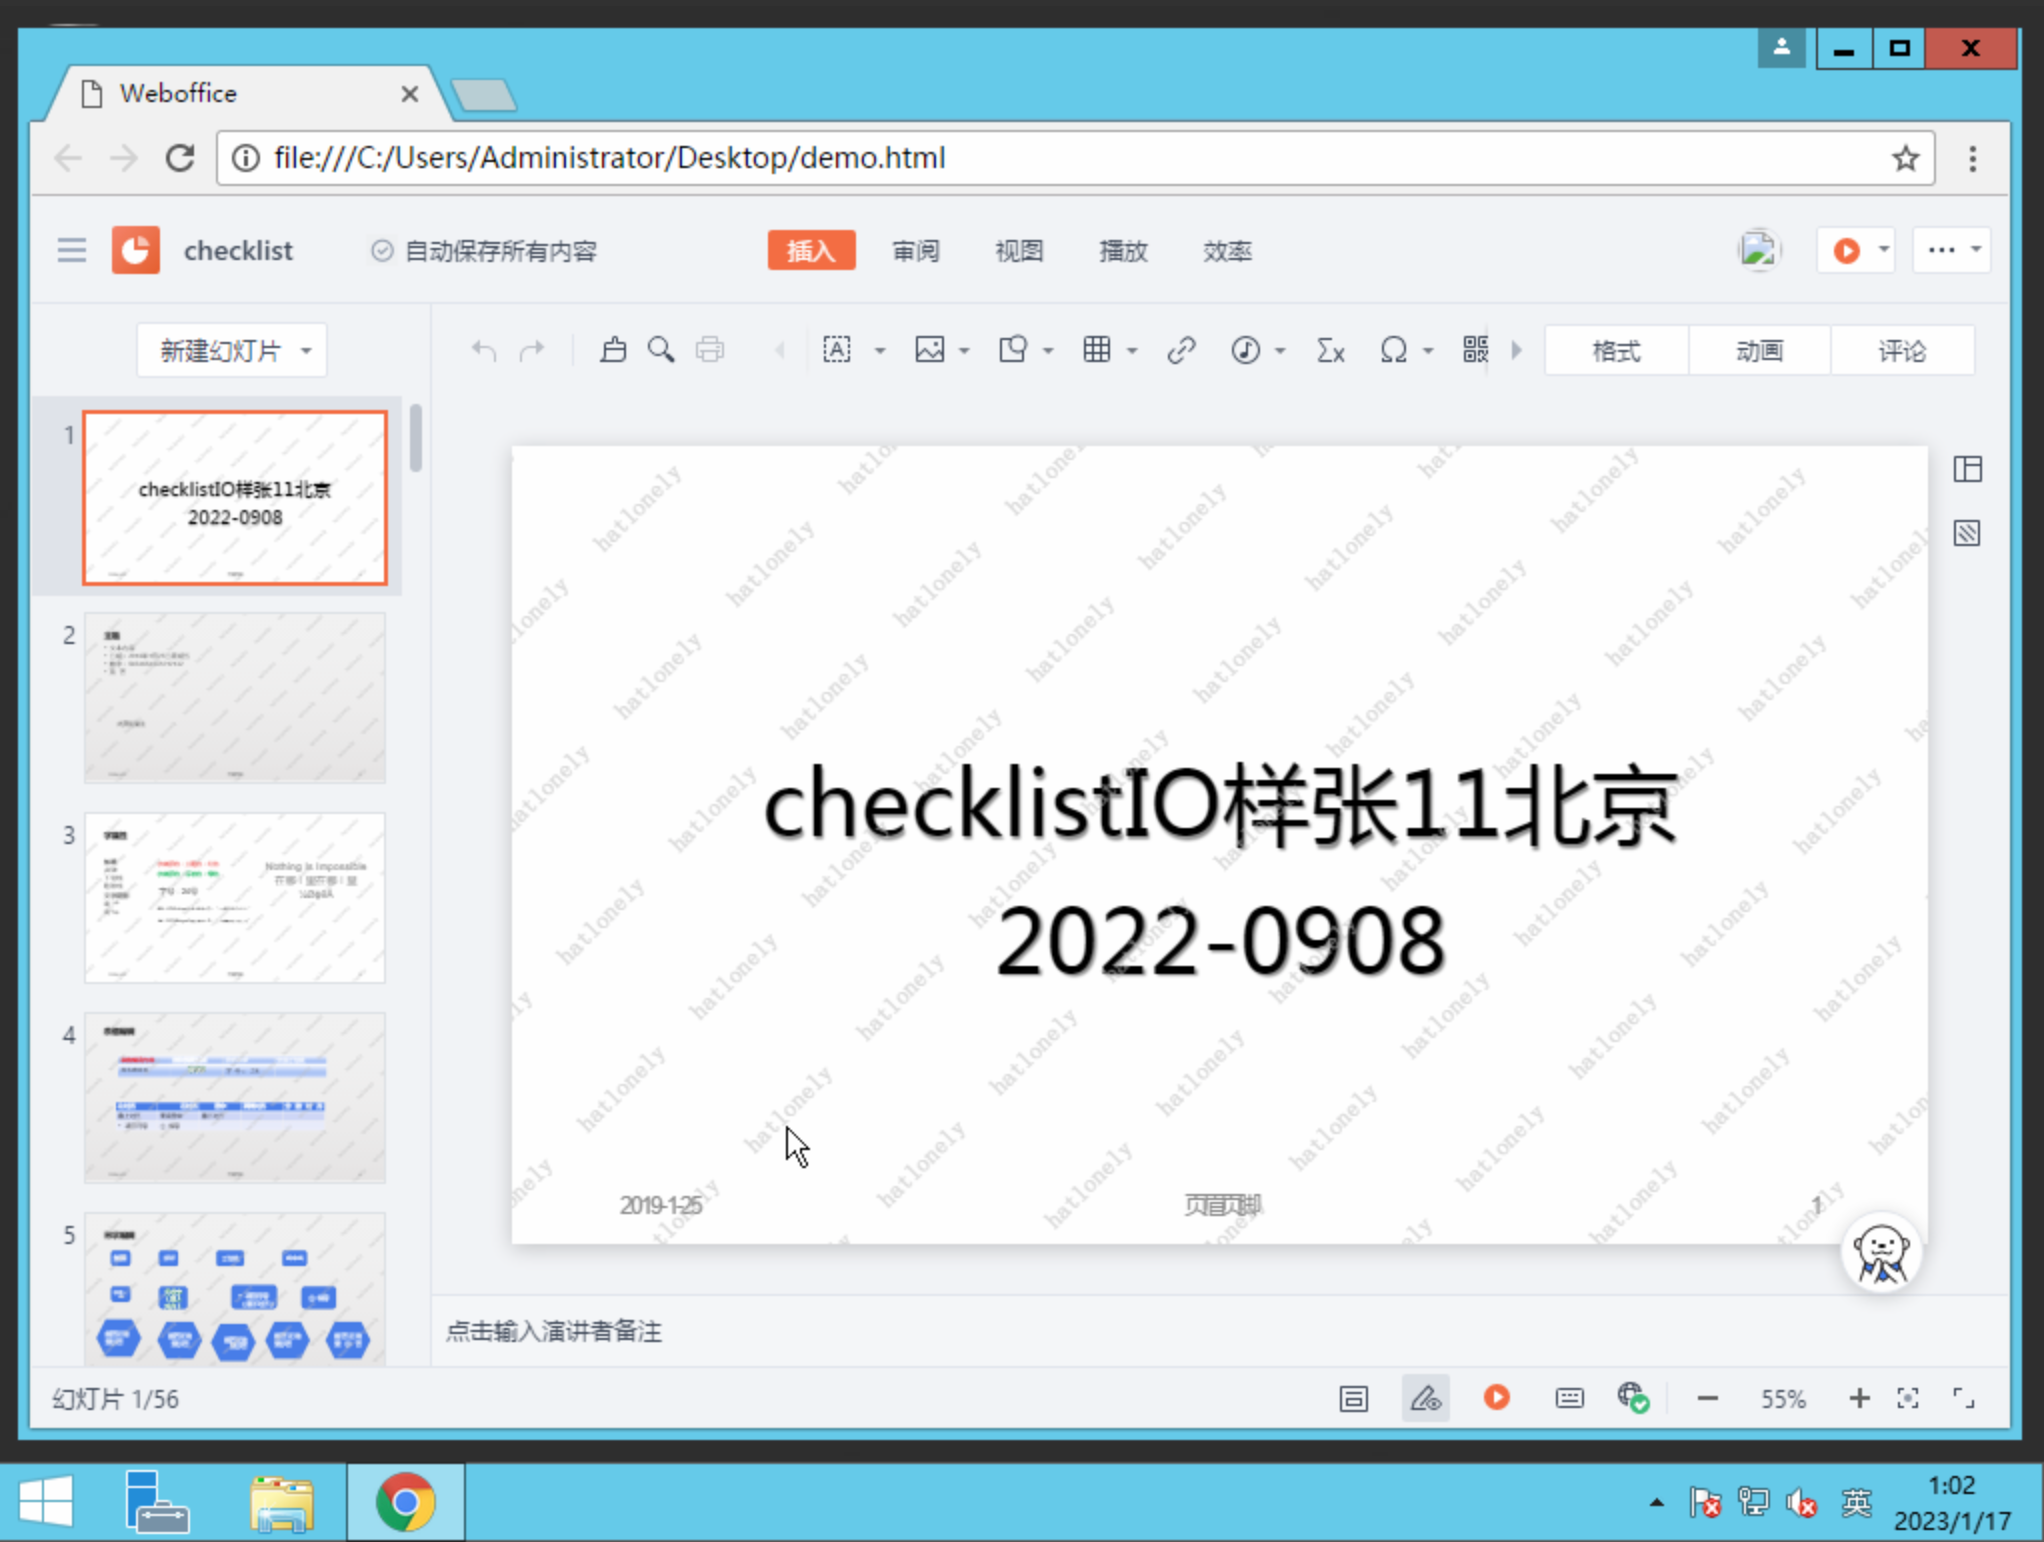 Weboffice
file:///C:/Users/Administrator/Desktop/demo.html
checklist
自动保存所有内容
插入 审阅 视图 播放 效率
新建幻灯片
格式 动画 评论
1
checklistIO样张11北京
2022-0908
2
3
Nothing is Impossible
4
5
checklistIO样张11北京
2022-0908
hatlonely
2019-1-25
页眉页脚
1
点击输入演讲者备注
幻灯片 1/56
55%
英
1:02
2023/1/17